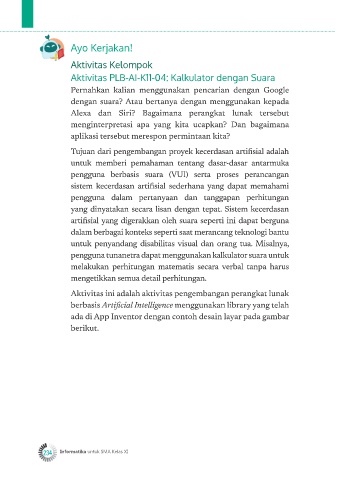 Ayo Kerjakan!
Aktivitas Kelompok
Aktivitas PLB-AI-K11-04: Kalkulator dengan Suara
Pernahkan kalian menggunakan pencarian dengan Google
dengan suara? Atau bertanya dengan menggunakan kepada
Alexa dan Siri? Bagaimana perangkat lunak tersebut
menginterpretasi apa yang kita ucapkan? Dan bagaimana
aplikasi tersebut merespon permintaan kita?
Tujuan dari pengembangan proyek kecerdasan artifisial adalah
untuk memberi pemahaman tentang dasar-dasar antarmuka
pengguna berbasis suara (VUI) serta proses perancangan
sistem kecerdasan artifisial sederhana yang dapat memahami
pengguna dalam pertanyaan dan tanggapan perhitungan
yang dinyatakan secara lisan dengan tepat. Sistem kecerdasan
artifisial yang digerakkan oleh suara seperti ini dapat berguna
dalam berbagai konteks seperti saat merancang teknologi bantu
untuk penyandang disabilitas visual dan orang tua. Misalnya,
pengguna tunanetra dapat menggunakan kalkulator suara untuk
melakukan perhitungan matematis secara verbal tanpa harus
mengetikkan semua detail perhitungan.
Aktivitas ini adalah aktivitas pengembangan perangkat lunak
berbasis Artificial Intelligence menggunakan library yang telah
ada di App Inventor dengan contoh desain layar pada gambar
berikut.
234 Informatika untuk SMA Kelas XI